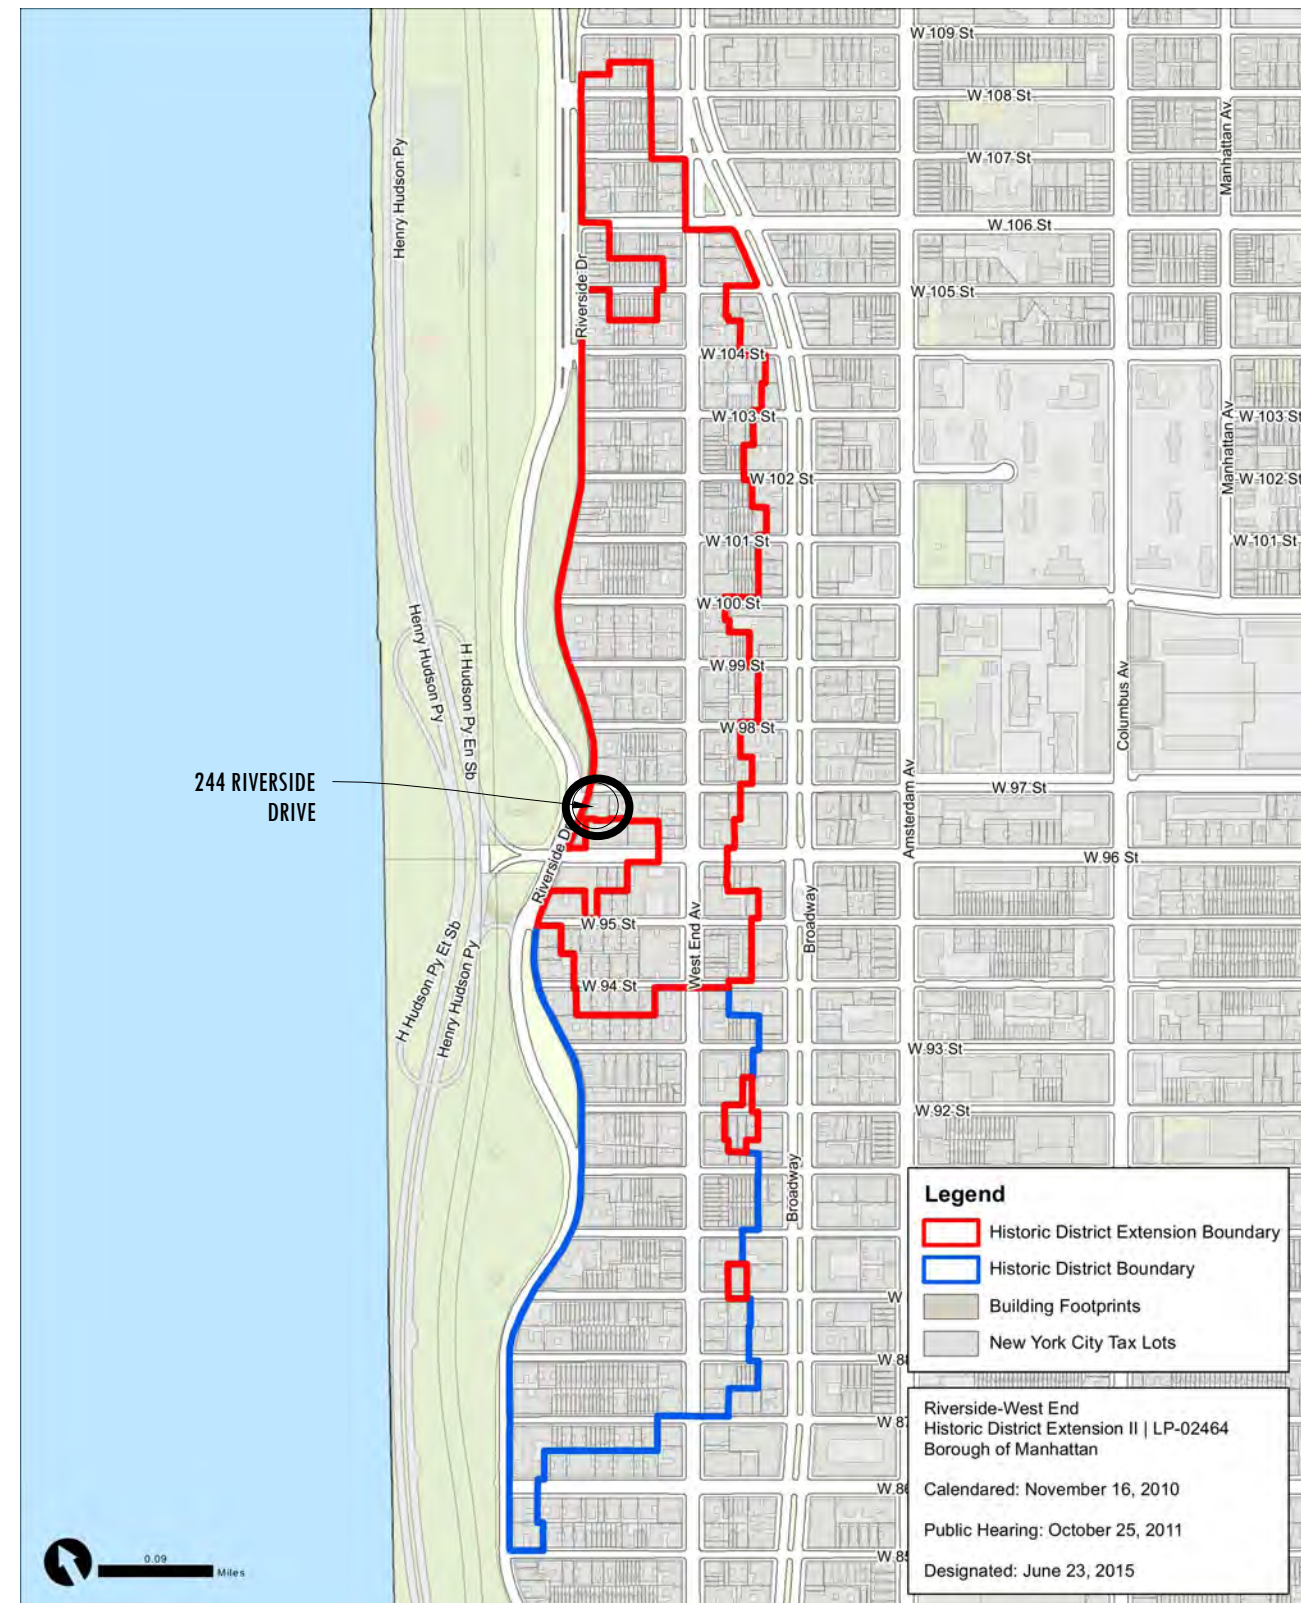 W 109 St
W 108 St
Manhattan Av
Henry Hudson Py
W 107 St
W 106 St
Riverside Dr
W 105 St
W 104 St
W 103 St
Manhattan Av
W 103 St
W 102 St
W 102 St
W 101 St
W 101 St
W 100 St
Henry Hudson Py
H Hudson Py En Sb
W 99 St
Columbus Av
W 98 St
244 RIVERSIDE
DRIVE
W 97 St
Amsterdam Av
Riverside Dr
W 96 St
West End Av
Broadway
W 95 St
H Hudson Py Et Sb
Henry Hudson Py
W 94 St
W 93 St
W 92 St
Broadway
Legend
Historic District Extension Boundary
Historic District Boundary
W
Building Footprints
New York City Tax Lots
W 8
W 87
Riverside-West End
Historic District Extension II | LP-02464
Borough of Manhattan
W 86
Calendared: November 16, 2010
Public Hearing: October 25, 2011
W 85
Designated: June 23, 2015
0.09
Miles